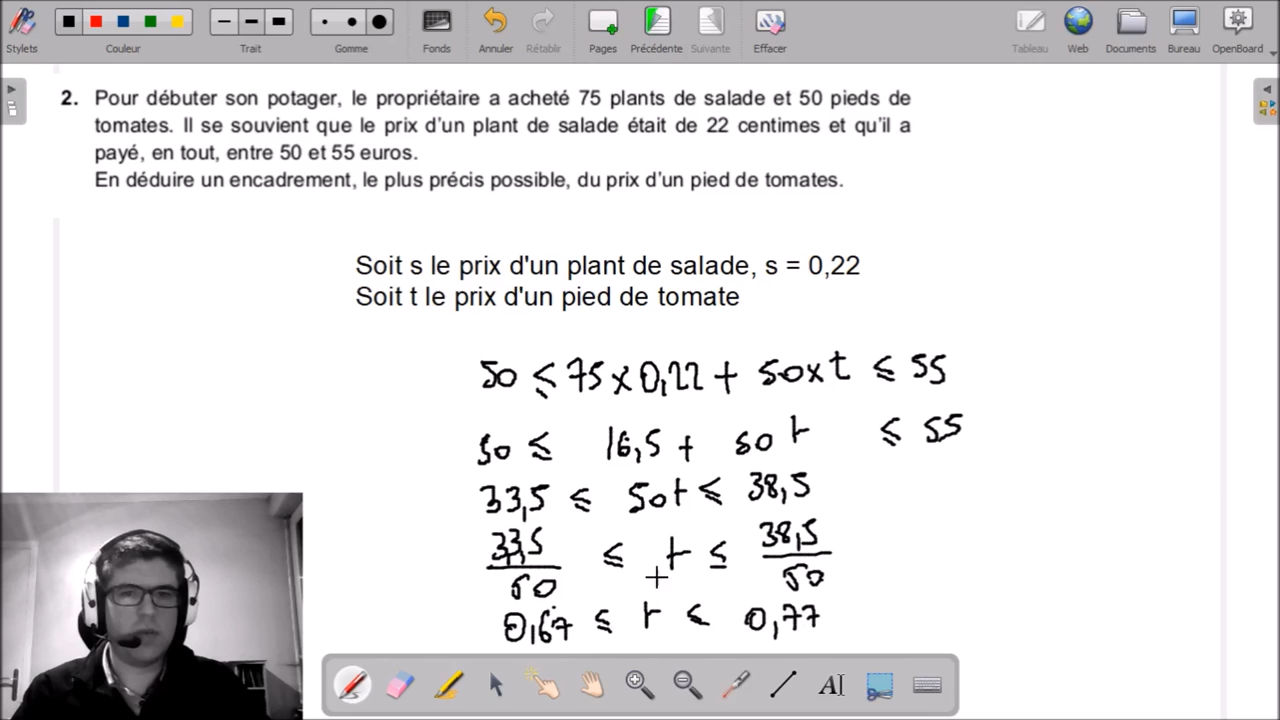 Stylets Couleur Trait Gomme Fonds Annuler Rétablir Pages Précédente Suivante Effacer Tableau Web Documents Bureau OpenBoard
2. Pour débuter son potager, le propriétaire a acheté 75 plants de salade et 50 pieds de
tomates. Il se souvient que le prix d'un plant de salade était de 22 centimes et qu'il a
payé, en tout, entre 50 et 55 euros.
En déduire un encadrement, le plus précis possible, du prix d'un pied de tomates.
Soit s le prix d'un plant de salade, s = 0,22
Soit t le prix d'un pied de tomate
50 ≤ 75 x 0,22 + 50 x t ≤ 55
50 ≤ 16,5 + 50 t ≤ 55
33,5 ≤ 50t ≤ 38,5
33,5/50 ≤ t ≤ 38,5/50
0,67 ≤ t ≤ 0,77
AI